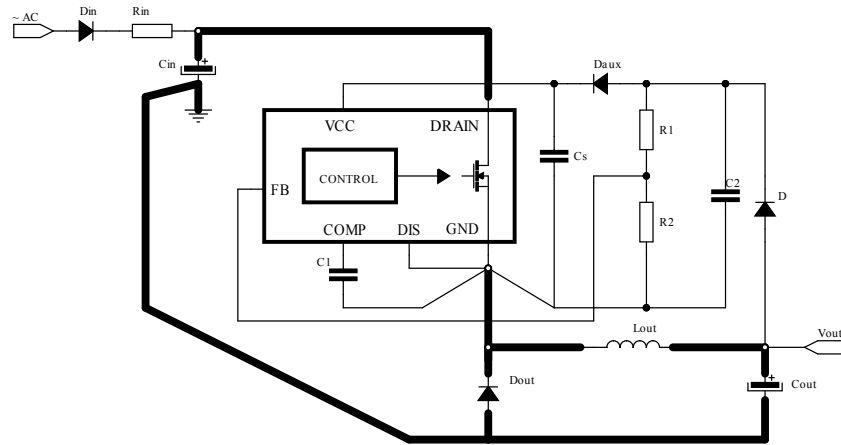 ~ AC
Din
Rin
Cin
Daux
VCC
DRAIN
R1
Cs
CONTROL
FB
C2
D
R2
COMP
DIS
GND
C1
Lout
Vout
Dout
Cout
+
+